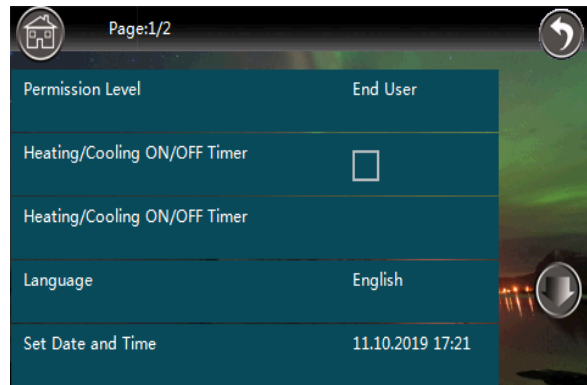 Page:1/2
Permission Level End User
Heating/Cooling ON/OFF Timer
Heating/Cooling ON/OFF Timer
Language English
Set Date and Time 11.10.2019 17:21